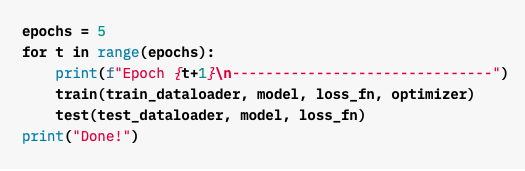 epochs = 5
for t in range(epochs):
    print(f"Epoch {t+1}\n-------------------------------")
    train(train_dataloader, model, loss_fn, optimizer)
    test(test_dataloader, model, loss_fn)
print("Done!")